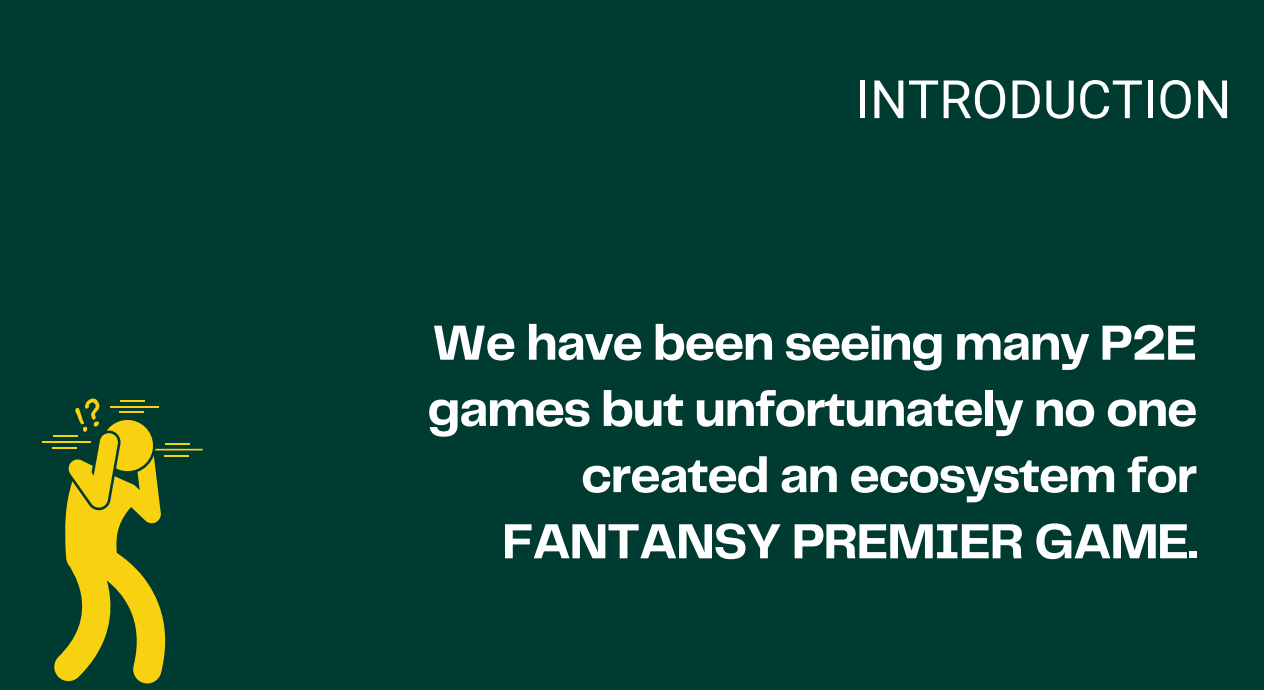 INTRODUCTION
We have been seeing many P2E
games but unfortunately no one
created an ecosystem for
FANTANSY PREMIER GAME.
!?